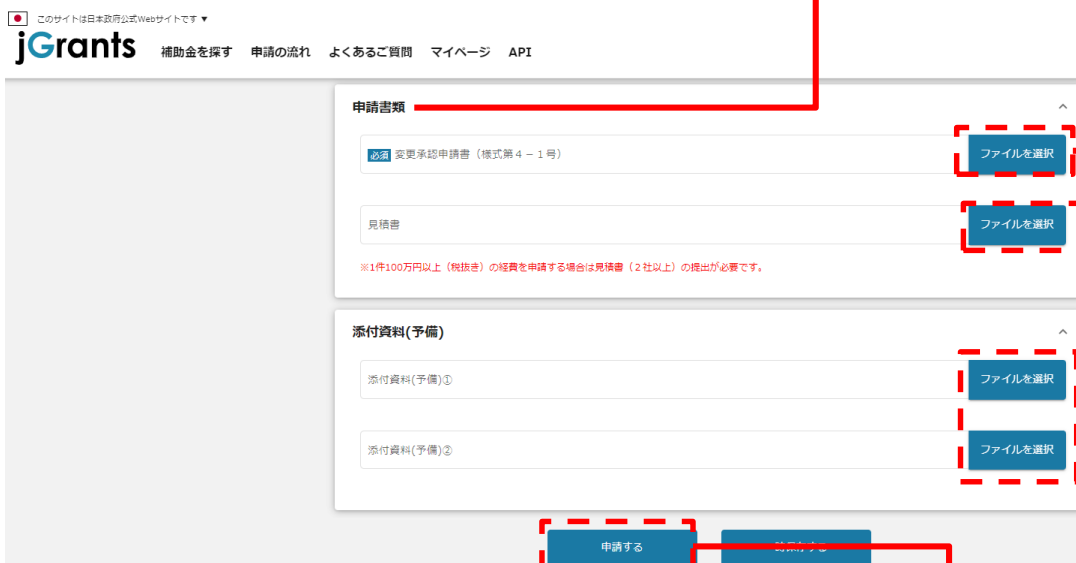 このサイトは日本政府公式Webサイトです ▼
jGrants 補助金を探す 申請の流れ よくあるご質問 マイページ API
申請書類
必須 変更承認申請書（様式第４－１号） ファイルを選択
見積書 ファイルを選択
※1件100万円以上（税抜き）の経費を申請する場合は見積書（２社以上）の提出が必要です。
添付資料(予備)
添付資料(予備)① ファイルを選択
添付資料(予備)② ファイルを選択
申請する